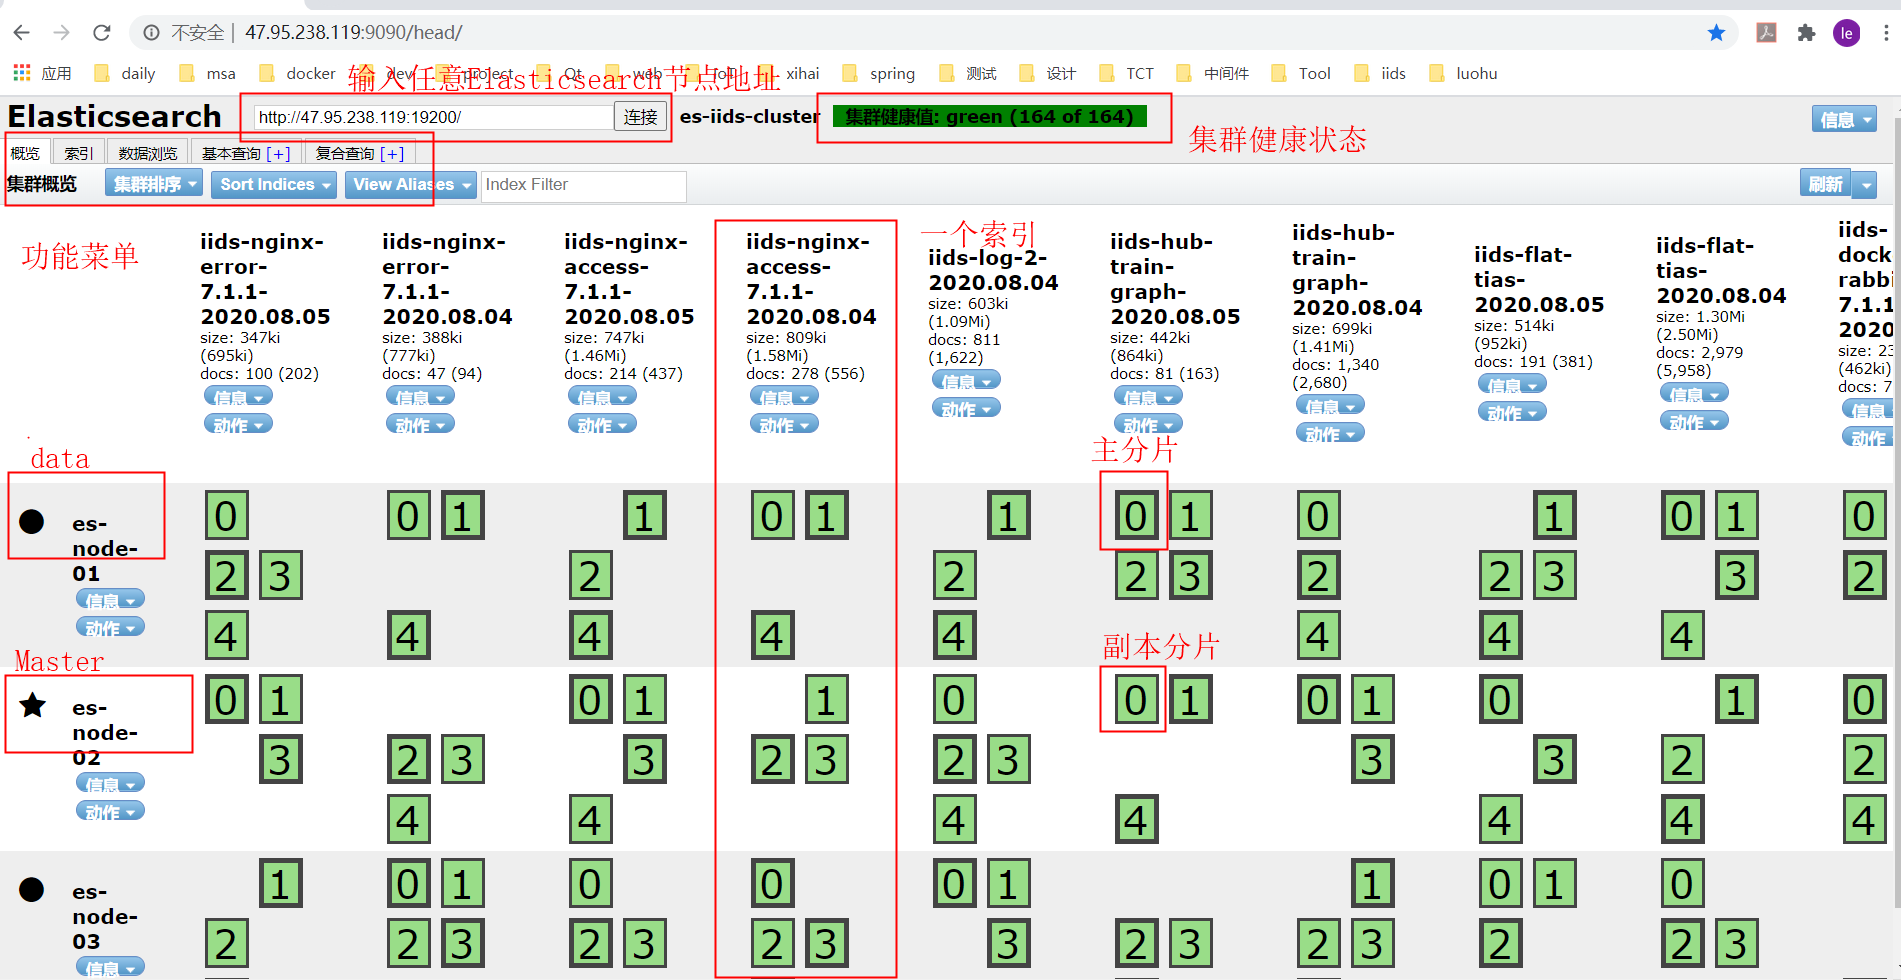 不安全 | 47.95.238.119:9090/head/
le
应用 daily msa docker dev project Qt web xihai spring 测试 设计 TCT 中间件 Tool iids luohu
输入任意Elasticsearch节点地址
Elasticsearch http://47.95.238.119:19200/ 连接 es-iids-cluster 集群健康值: green (164 of 164) 信息
集群健康状态
概览 索引 数据浏览 基本查询 [+] 复合查询 [+]
集群概览 集群排序 Sort Indices View Aliases Index Filter 刷新
功能菜单
一个索引
iids-nginx-
error-
7.1.1-
2020.08.05
size: 347ki
(695ki)
docs: 100 (202)
信息
动作
iids-nginx-
error-
7.1.1-
2020.08.04
size: 388ki
(777ki)
docs: 47 (94)
信息
动作
iids-nginx-
access-
7.1.1-
2020.08.05
size: 747ki
(1.46Mi)
docs: 214 (437)
信息
动作
iids-nginx-
access-
7.1.1-
2020.08.04
size: 809ki
(1.58Mi)
docs: 278 (556)
信息
动作
iids-log-2-
2020.08.04
size: 603ki
(1.09Mi)
docs: 811
(1,622)
信息
动作
iids-hub-
train-
graph-
2020.08.05
size: 442ki
(864ki)
docs: 81 (163)
信息
动作
iids-hub-
train-
graph-
2020.08.04
size: 699ki
(1.41Mi)
docs: 1,340
(2,680)
信息
动作
iids-flat-
tias-
2020.08.05
size: 514ki
(952ki)
docs: 191 (381)
信息
动作
iids-flat-
tias-
2020.08.04
size: 1.30Mi
(2.50Mi)
docs: 2,979
(5,958)
信息
动作
iids-
dock
rabbi
7.1.1
2020
size: 23
(462ki)
docs: 7
信息
动作
主分片
data
es-
node-
01
信息
动作
0 0 1 1 0 1 1 0 1 0 1 0 1 0
2 3 2 2 2 3 2 2 3 3 2
4 4 4 4 4 4 4 4
副本分片
Master
es-
node-
02
信息
动作
0 1 0 1 1 0 0 1 0 1 0 1 0
3 2 3 3 2 3 2 3 3 3 2 2
4 4 4 4 4 4 4
es-
node-
03
信息
1 0 1 0 0 0 1 1 0 1 0
2 2 3 2 3 2 3 3 2 3 2 3 2 2 3